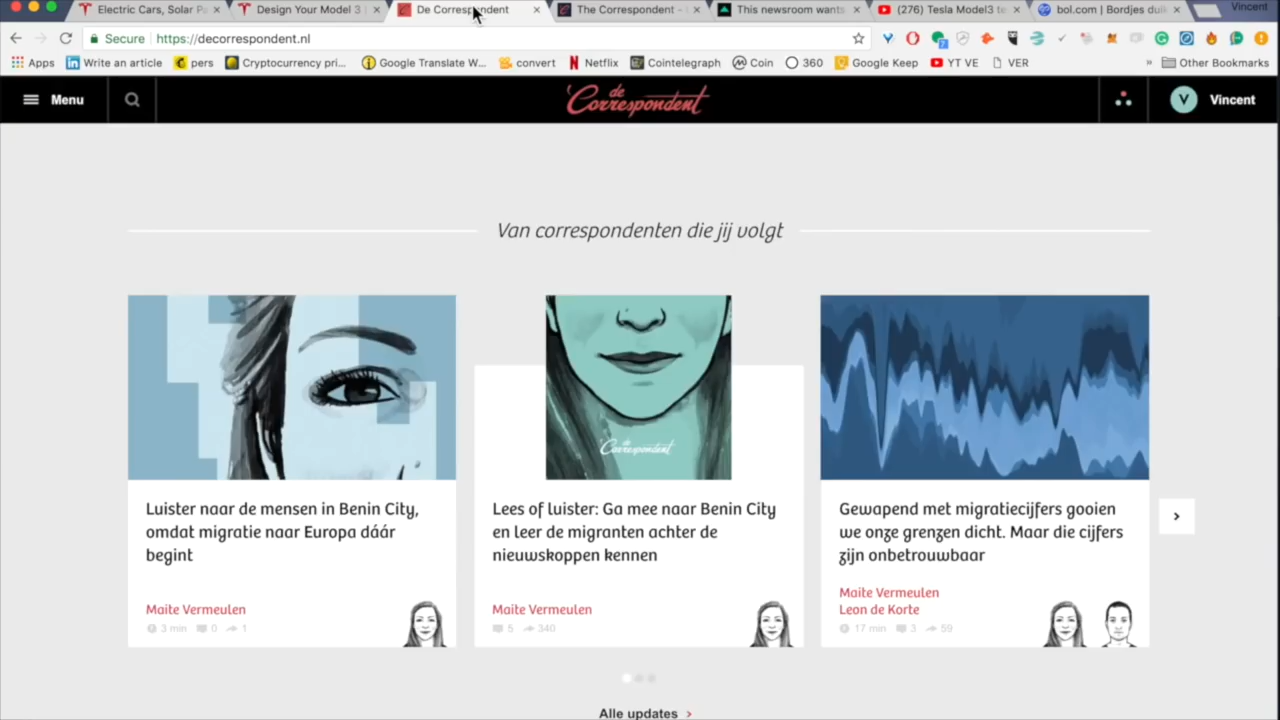 Electric Cars, Solar Pa
Design Your Model 3 |
De Correspondent
The Correspondent –
This newsroom wants
(276) Tesla Model3 te
bol.com | Bordjes dui
Vincent
Secure
https://decorrespondent.nl
Apps
Write an article
pers
Cryptocurrency pri...
Google Translate W...
convert
Netflix
Cointelegraph
Coin
360
Google Keep
YT VE
VER
»
Other Bookmarks
Menu
de Correspondent
V
Vincent
Van correspondenten die jij volgt
de Correspondent
Luister naar de mensen in Benin City,
omdat migratie naar Europa dáár
begint
Maite Vermeulen
3 min 0 1
Lees of luister: Ga mee naar Benin City
en leer de migranten achter de
nieuwskoppen kennen
Maite Vermeulen
5 340
Gewapend met migratiecijfers gooien
we onze grenzen dicht. Maar die cijfers
zijn onbetrouwbaar
Maite Vermeulen
Leon de Korte
17 min 3 59
Alle updates